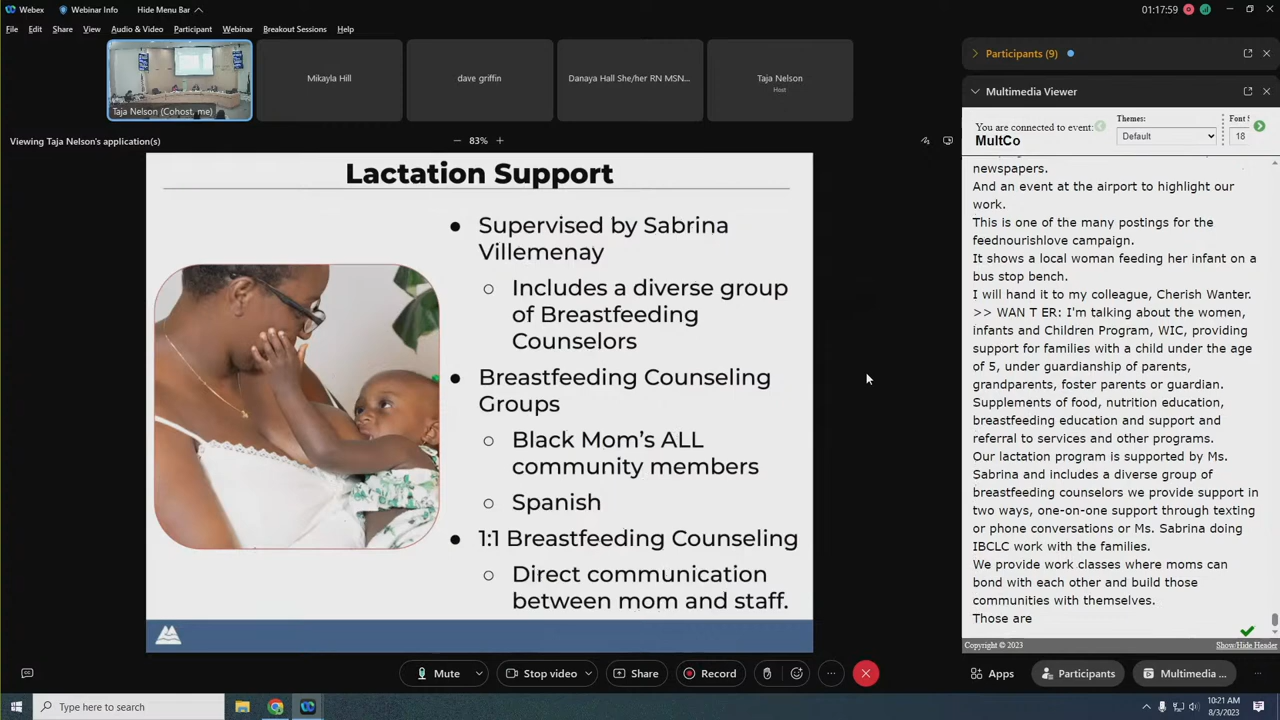 Webex
Webinar Info
Hide Menu Bar
01:17:59
File Edit Share View Audio & Video Participant Webinar Breakout Sessions Help
Taja Nelson (Cohost, me)
Mikayla Hill
dave griffin
Danaya Hall She/her RN MSN...
Taja Nelson
Host
Viewing Taja Nelson's application(s)
83%
Lactation Support
Supervised by Sabrina
Villemenay
Includes a diverse group
of Breastfeeding
Counselors
Breastfeeding Counseling
Groups
Black Mom's ALL
community members
Spanish
1:1 Breastfeeding Counseling
Direct communication
between mom and staff.
Participants (9)
Multimedia Viewer
You are connected to event:
MultCo
Themes:
Default
Font
18
newspapers.
And an event at the airport to highlight our
work.
This is one of the many postings for the
feednourishlove campaign.
It shows a local woman feeding her infant on a
bus stop bench.
I will hand it to my colleague, Cherish Wanter.
>> WAN T ER: I'm talking about the women,
infants and Children Program, WIC, providing
support for families with a child under the age
of 5, under guardianship of parents,
grandparents, foster parents or guardian.
Supplements of food, nutrition education,
breastfeeding education and support and
referral to services and other programs.
Our lactation program is supported by Ms.
Sabrina and includes a diverse group of
breastfeeding counselors we provide support in
two ways, one-on-one support through texting
or phone conversations or Ms. Sabrina doing
IBCLC work with the families.
We provide work classes where moms can
bond with each other and build those
communities with themselves.
Those are
Copyright © 2023
Show/Hide Header
Mute
Stop video
Share
Record
Apps
Participants
Multimedia ...
Type here to search
10:21 AM
8/3/2023